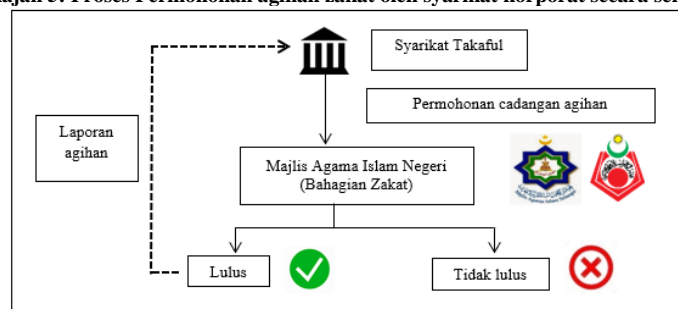 Syarikat Takaful
Permohonan cadangan agihan
Laporan
agihan
Majlis Agama Islam Negeri
(Bahagian Zakat)
Lulus
Tidak lulus